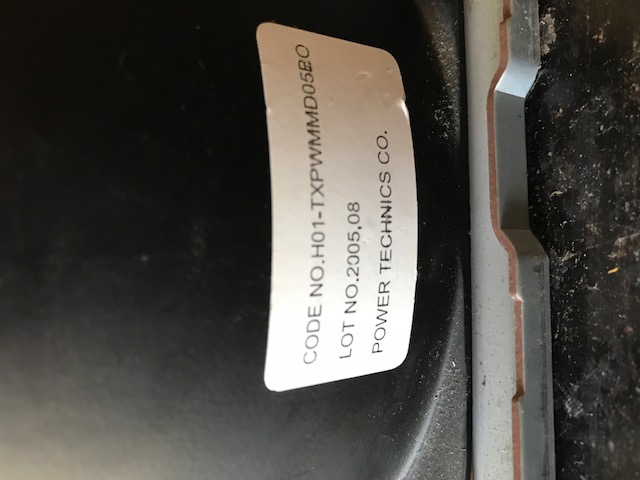 CODE NO.H01-TXPWMMD05BO
LOT NO.2005,08
POWER TECHNICS CO.